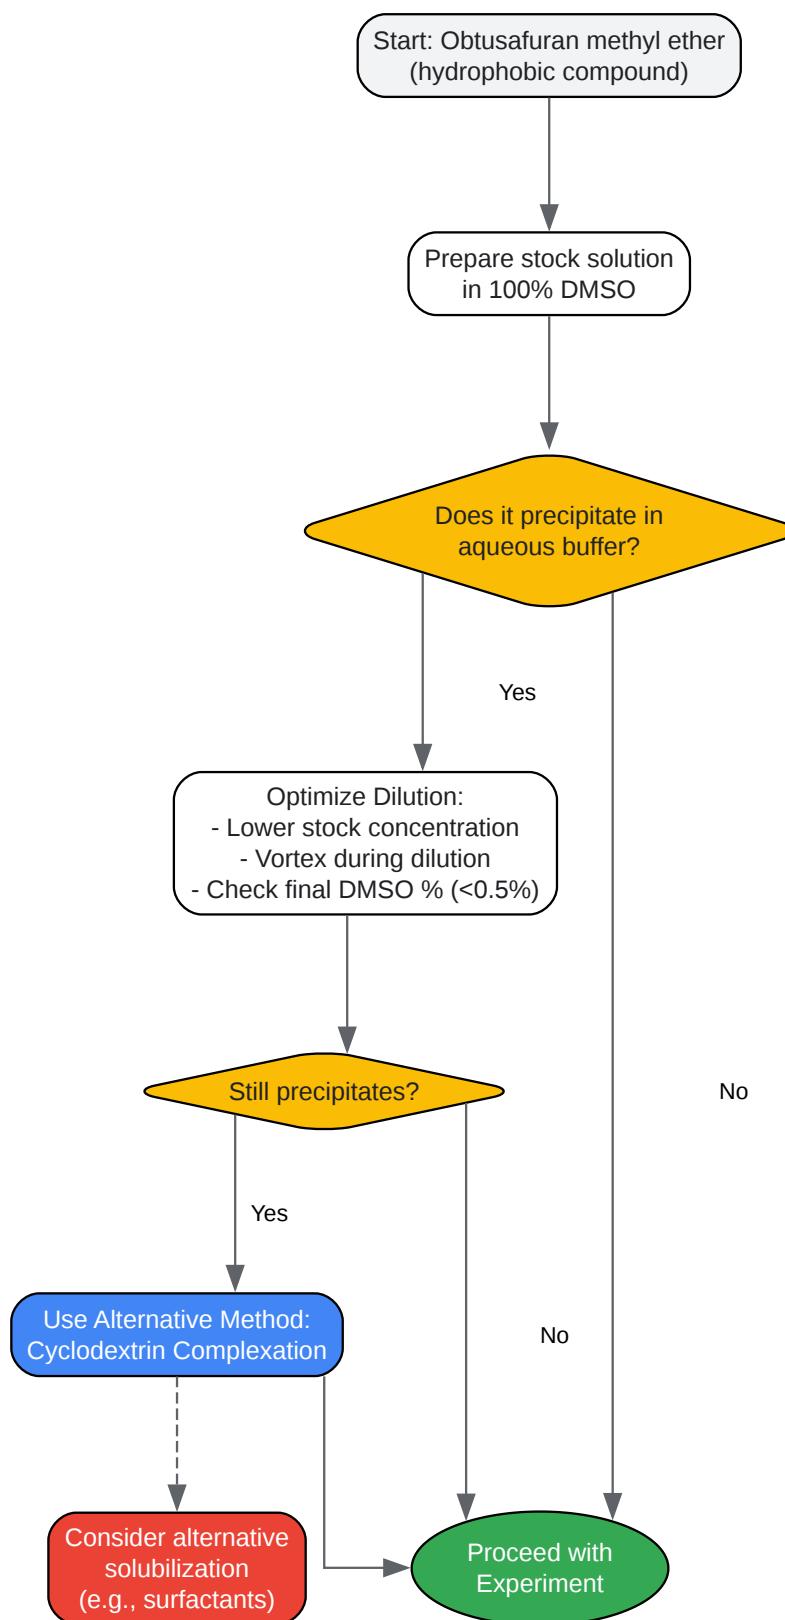 Start: Obtusafuran methyl ether
(hydrophobic compound)
Prepare stock solution
in 100% DMSO
Does it precipitate in
aqueous buffer?
Yes
Optimize Dilution:
- Lower stock concentration
- Vortex during dilution
- Check final DMSO % (<0.5%)
Still precipitates?
No
Yes
Use Alternative Method:
Cyclodextrin Complexation
No
Consider alternative
solubilization
(e.g., surfactants)
Proceed with
Experiment